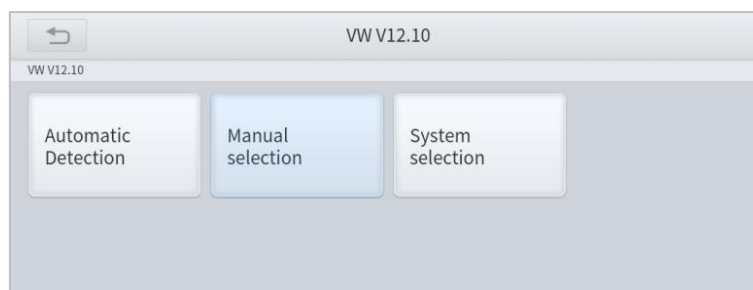 VW V12.10
VW V12.10
Automatic
Detection
Manual
selection
System
selection